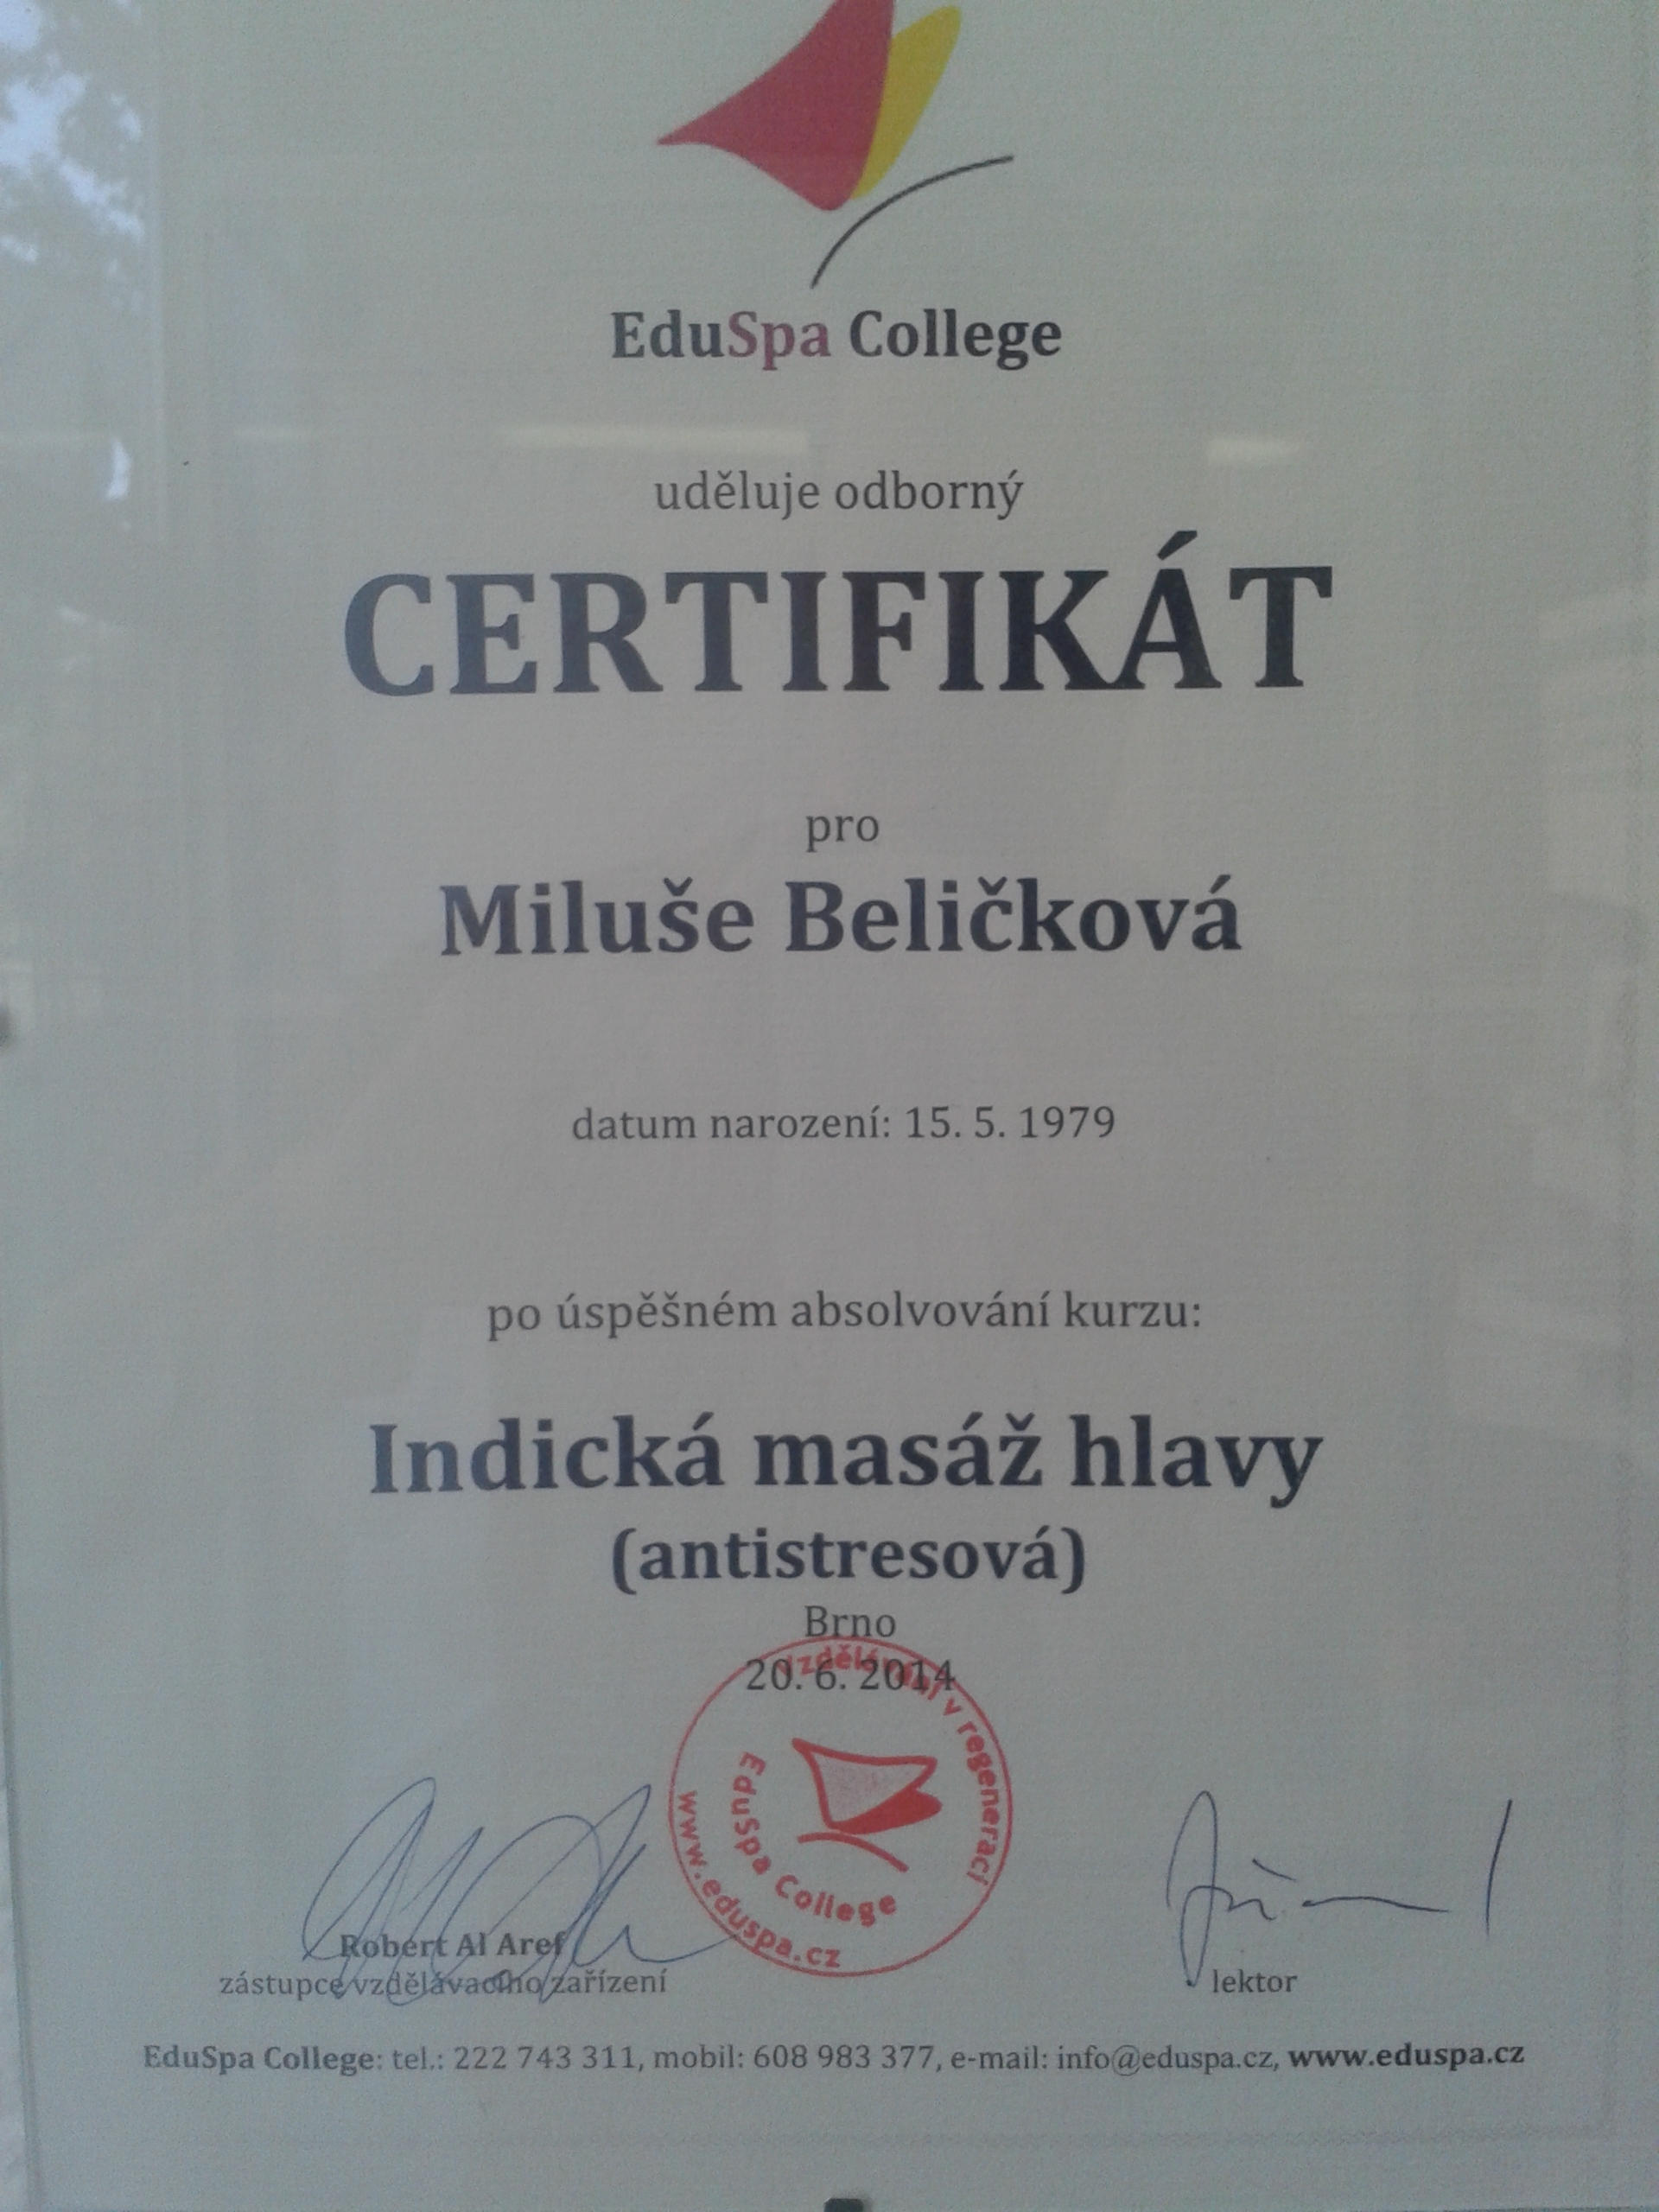 EduSpa College
uděluje odborný
CERTIFIKÁT
pro
Miluše Beličková
datum narození: 15. 5. 1979
po úspěšném absolvování kurzu:
Indická masáž hlavy
(antistresová)
Brno
20. 6. 2014
vzdělávání v regeneraci
EduSpa College
www.eduspa.cz
Robert Al Aref
zástupce vzdělávacího zařízení
lektor
EduSpa College: tel.: 222 743 311, mobil: 608 983 377, e-mail: info@eduspa.cz, www.eduspa.cz